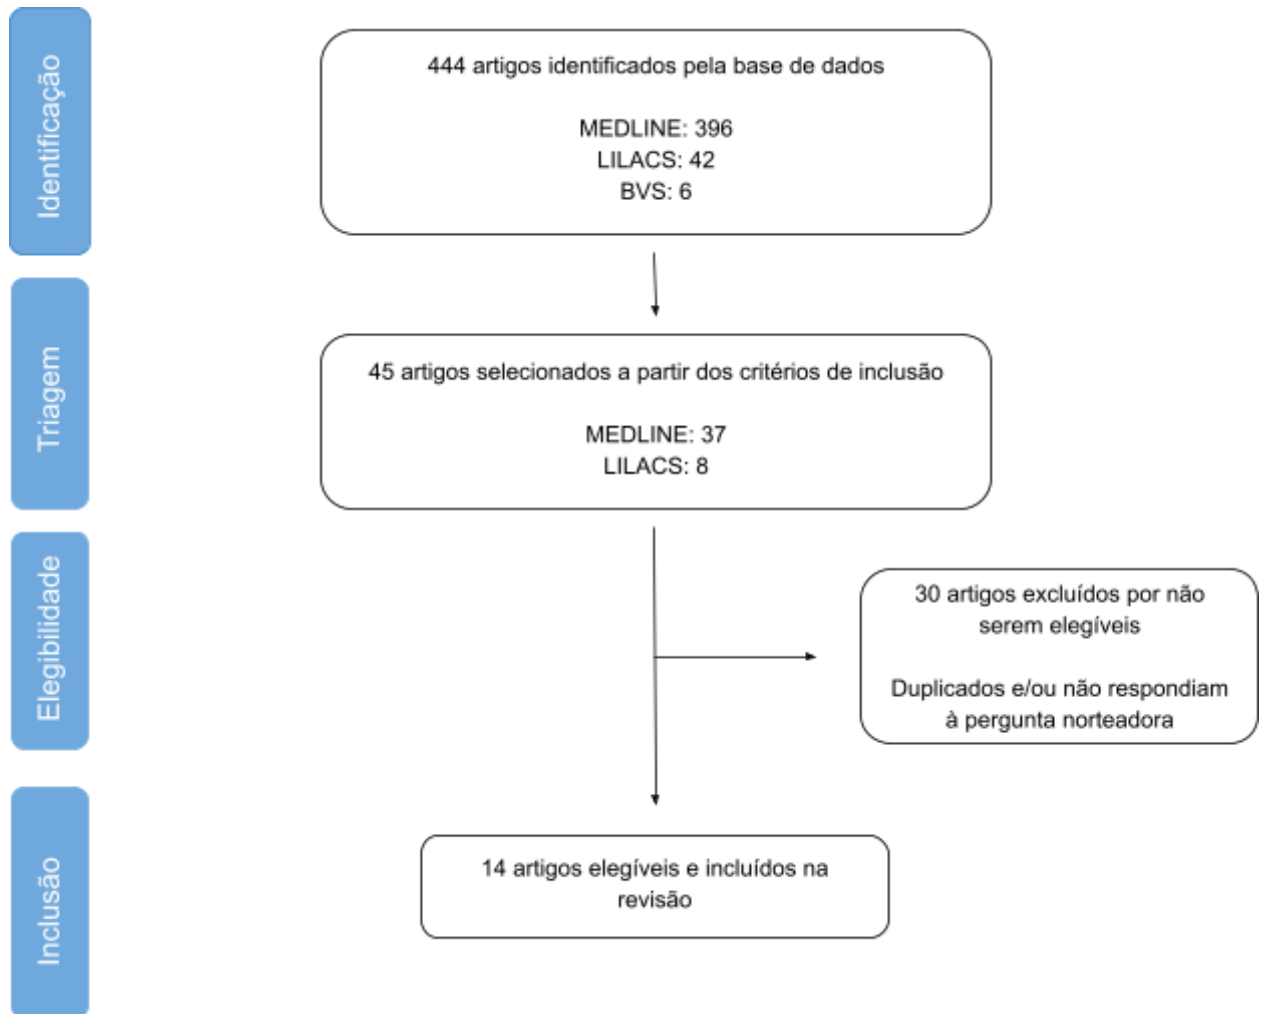 Identificação
444 artigos identificados pela base de dados
MEDLINE: 396
LILACS: 42
BVS: 6
Triagem
45 artigos selecionados a partir dos critérios de inclusão
MEDLINE: 37
LILACS: 8
Elegibilidade
30 artigos excluídos por não
serem elegíveis
Duplicados e/ou não respondiam
à pergunta norteadora
Inclusão
14 artigos elegíveis e incluídos na
revisão